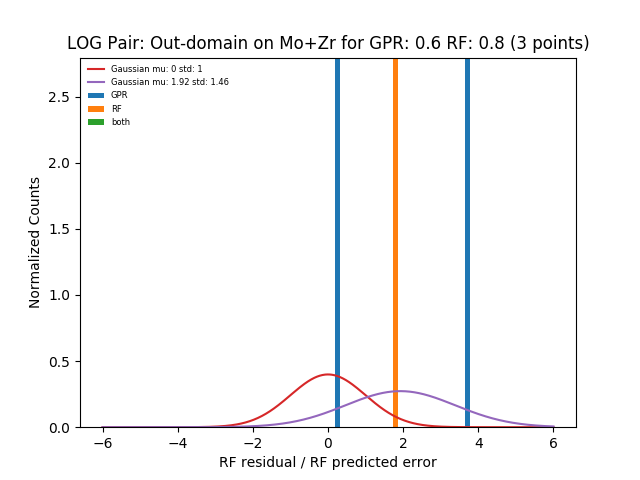 LOG Pair: Out-domain on Mo+Zr for GPR: 0.6 RF: 0.8 (3 points)
Gaussian mu: 0 std: 1
Gaussian mu: 1.92 std: 1.46
GPR
RF
both
Normalized Counts
2.5
2.0
1.5
1.0
0.5
0.0
−6
−4
−2
0
2
4
6
RF residual / RF predicted error